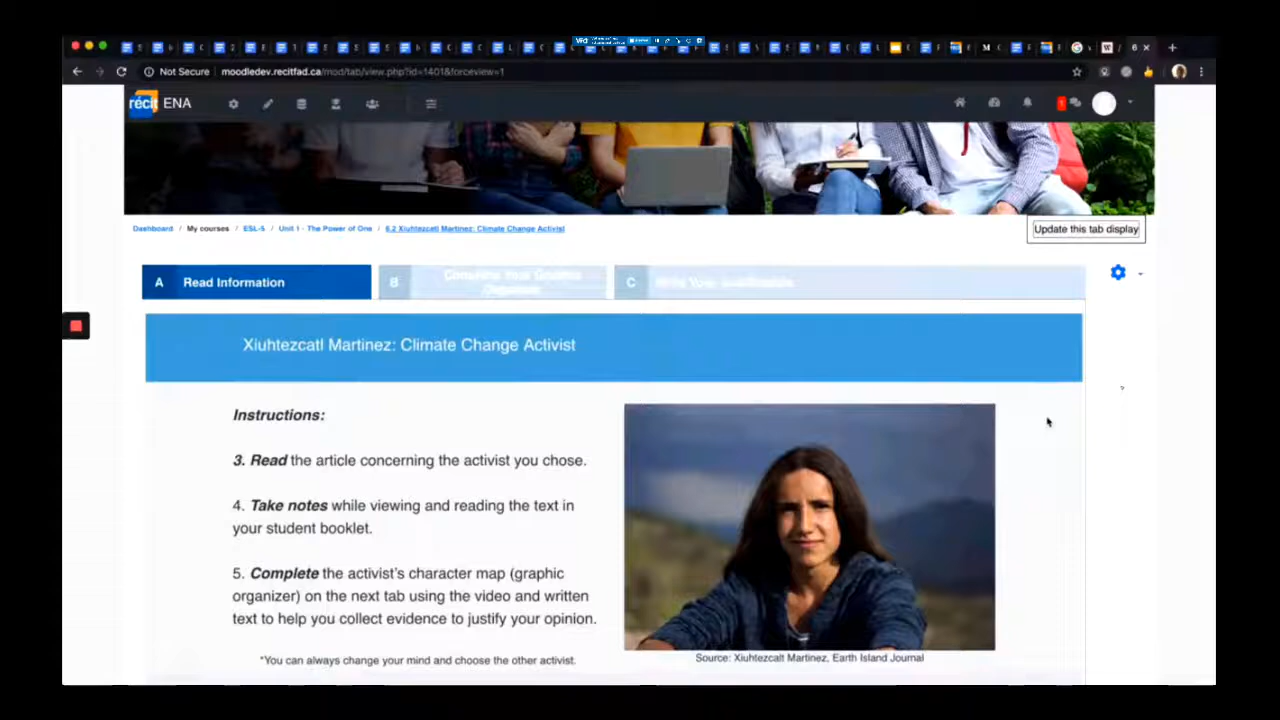 Not Secure moodledev.recitfad.ca/mod/tab/view.php?id=1401&forceview=1
récit ENA
Dashboard / My courses / ESL-5 / Unit 1 - The Power of One / 6.2 Xiuhtezcatl Martinez: Climate Change Activist
Update this tab display
A Read Information
B
C
Xiuhtezcatl Martinez: Climate Change Activist
Instructions:
3. Read the article concerning the activist you chose.
4. Take notes while viewing and reading the text in
your student booklet.
5. Complete the activist's character map (graphic
organizer) on the next tab using the video and written
text to help you collect evidence to justify your opinion.
*You can always change your mind and choose the other activist.
Source: Xiuhtezcalt Martinez, Earth Island Journal